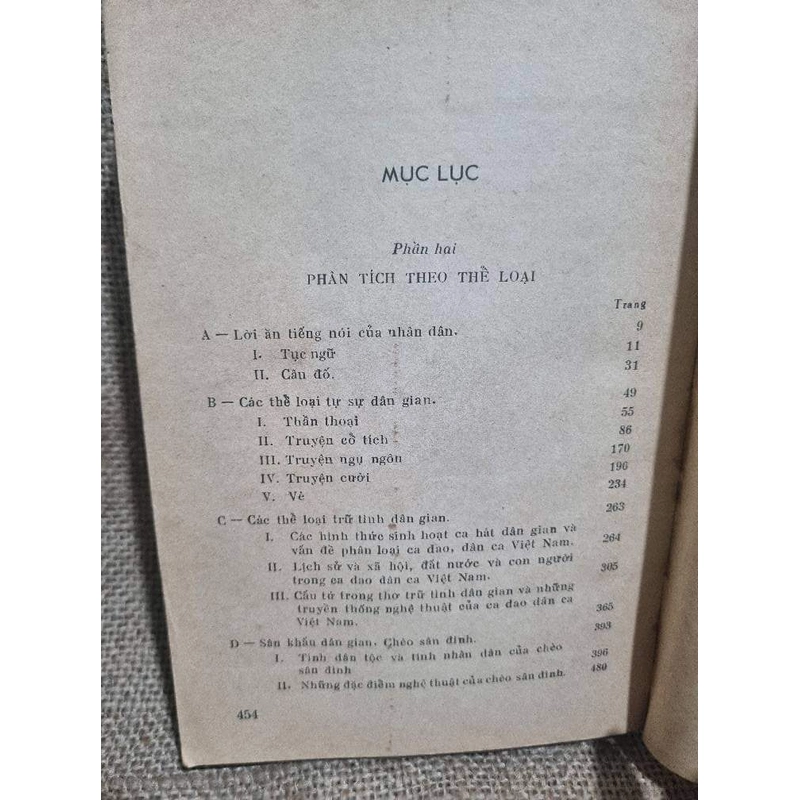 MỤC LỤC
Phần hai
PHÂN TÍCH THEO THỂ LOẠI
Trang
A — Lời ăn tiếng nói của nhân dân. 9
I. Tục ngữ 11
II. Câu đố. 31
B — Các thể loại tự sự dân gian. 49
I. Thần thoại 55
II. Truyện cổ tích 86
III. Truyện ngụ ngôn 170
IV. Truyện cười 196
V. Vè 234
C — Các thể loại trữ tình dân gian. 263
I. Các hình thức sinh hoạt ca hát dân gian và
vấn đề phân loại ca dao, dân ca Việt Nam. 264
II. Lịch sử và xã hội, đất nước và con người
trong ca dao dân ca Việt Nam. 305
III. Cấu tứ trong thơ trữ tình dân gian và những
truyền thống nghệ thuật của ca dao dân ca
Việt Nam. 365
D — Sân khấu dân gian. Chèo sân đình. 393
I. Tính dân tộc và tính nhân dân của chèo
sân đình 396
II. Những đặc điểm nghệ thuật của chèo sân đình. 480
454